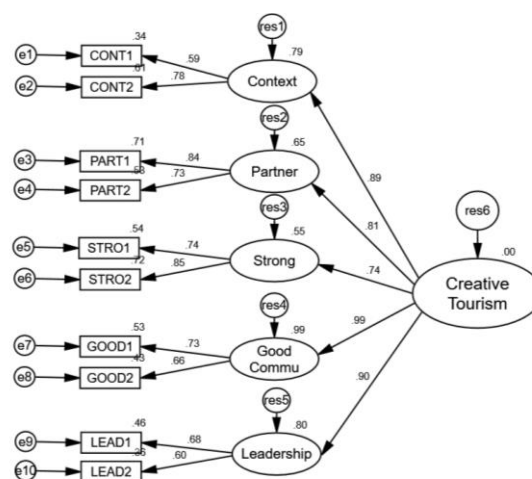 res1
.34
.79
e1
CONT1
.59
.61
Context
e2
CONT2
.78
res2
.71
.65
.89
e3
PART1
.84
Partner
.53
e4
PART2
.73
.81
res6
res3
.54
.55
.00
e5
STRO1
.74
.74
Creative
Tourism
.72
Strong
e6
STRO2
.85
res4
.53
.99
.99
e7
GOOD1
.73
Good
Commu
.43
e8
GOOD2
.66
.90
res5
.46
.80
e9
LEAD1
.68
Leadership
e10
LEAD2
.60